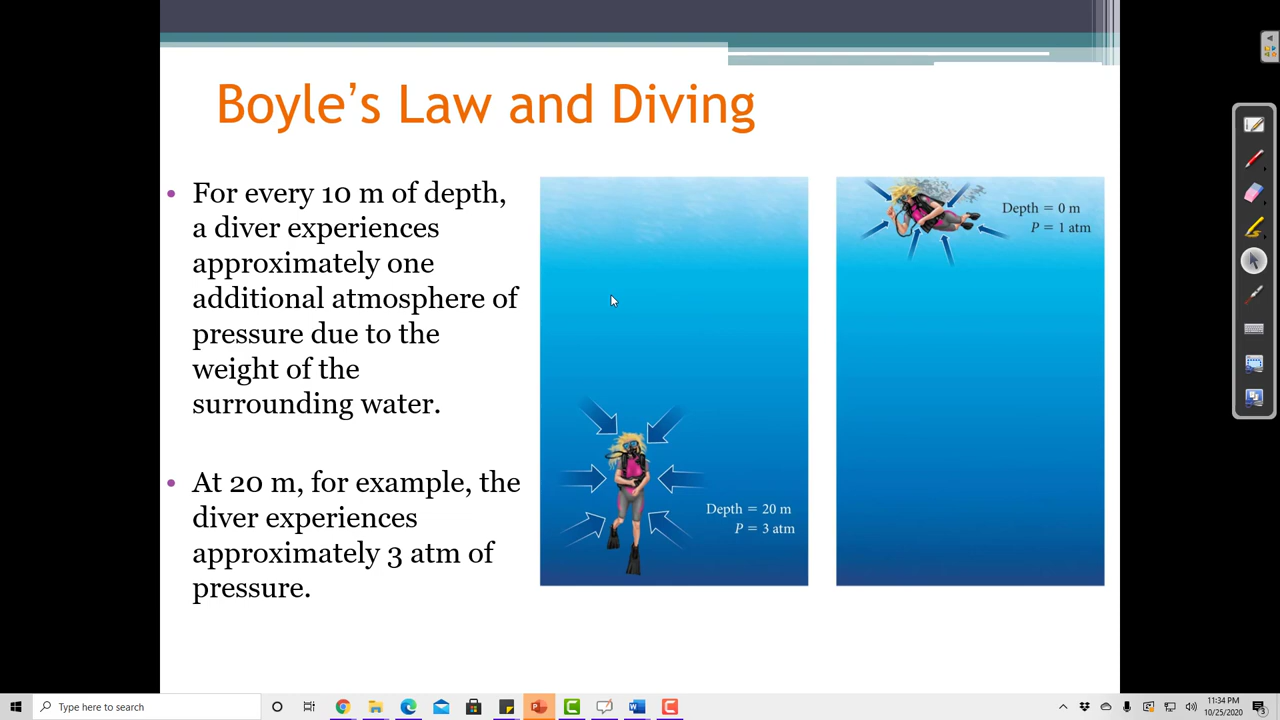 Boyle’s Law and Diving
• For every 10 m of depth,
a diver experiences
approximately one
additional atmosphere of
pressure due to the
weight of the
surrounding water.
• At 20 m, for example, the
diver experiences
approximately 3 atm of
pressure.
Depth = 20 m
P = 3 atm
Depth = 0 m
P = 1 atm
Type here to search
11:34 PM
10/25/2020